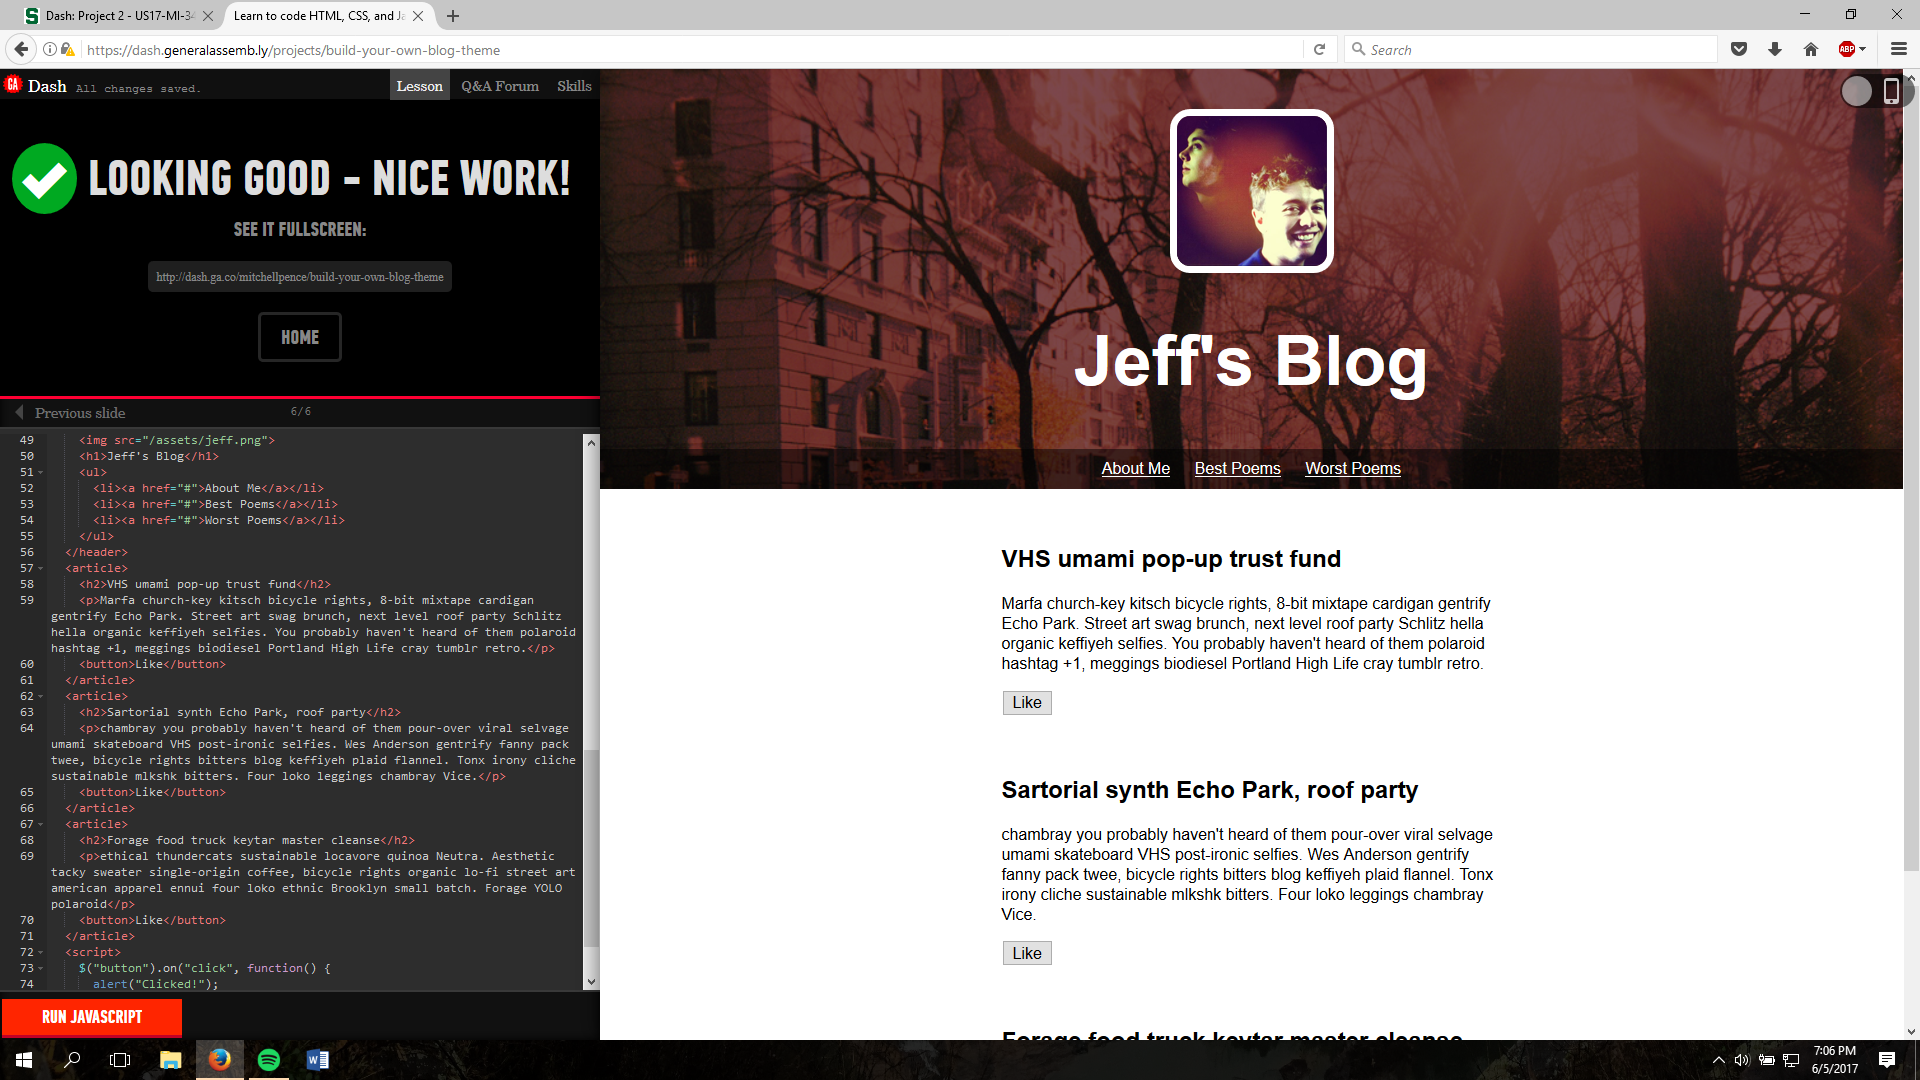 Dash: Project 2 - US17-MI-34
Learn to code HTML, CSS, and Ja
https://dash.generalassemb.ly/projects/build-your-own-blog-theme
Search
ABP
GA
Dash
All changes saved.
Lesson
Q&A Forum
Skills
LOOKING GOOD - NICE WORK!
SEE IT FULLSCREEN:
http://dash.ga.co/mitchellpence/build-your-own-blog-theme
HOME
Previous slide
6/6
49 <img src="/assets/jeff.png">
50 <h1>Jeff's Blog</h1>
51 <ul>
52 <li><a href="#">About Me</a></li>
53 <li><a href="#">Best Poems</a></li>
54 <li><a href="#">Worst Poems</a></li>
55 </ul>
56 </header>
57 <article>
58 <h2>VHS umami pop-up trust fund</h2>
59 <p>Marfa church-key kitsch bicycle rights, 8-bit mixtape cardigan
gentrify Echo Park. Street art swag brunch, next level roof party Schlitz
hella organic keffiyeh selfies. You probably haven't heard of them polaroid
hashtag +1, meggings biodiesel Portland High Life cray tumblr retro.</p>
60 <button>Like</button>
61 </article>
62 <article>
63 <h2>Sartorial synth Echo Park, roof party</h2>
64 <p>chambray you probably haven't heard of them pour-over viral selvage
umami skateboard VHS post-ironic selfies. Wes Anderson gentrify fanny pack
twee, bicycle rights bitters blog keffiyeh plaid flannel. Tonx irony cliche
sustainable mlkshk bitters. Four loko leggings chambray Vice.</p>
65 <button>Like</button>
66 </article>
67 <article>
68 <h2>Forage food truck keytar master cleanse</h2>
69 <p>ethical thundercats sustainable locavore quinoa Neutra. Aesthetic
tacky sweater single-origin coffee, bicycle rights organic lo-fi street art
american apparel ennui four loko ethnic Brooklyn small batch. Forage YOLO
polaroid</p>
70 <button>Like</button>
71 </article>
72 <script>
73 $("button").on("click", function() {
74 alert("Clicked!");
RUN JAVASCRIPT
Jeff's Blog
About Me
Best Poems
Worst Poems
VHS umami pop-up trust fund
Marfa church-key kitsch bicycle rights, 8-bit mixtape cardigan gentrify
Echo Park. Street art swag brunch, next level roof party Schlitz hella
organic keffiyeh selfies. You probably haven't heard of them polaroid
hashtag +1, meggings biodiesel Portland High Life cray tumblr retro.
Like
Sartorial synth Echo Park, roof party
chambray you probably haven't heard of them pour-over viral selvage
umami skateboard VHS post-ironic selfies. Wes Anderson gentrify
fanny pack twee, bicycle rights bitters blog keffiyeh plaid flannel. Tonx
irony cliche sustainable mlkshk bitters. Four loko leggings chambray
Vice.
Like
Forage food truck keytar master cleanse
7:06 PM
6/5/2017